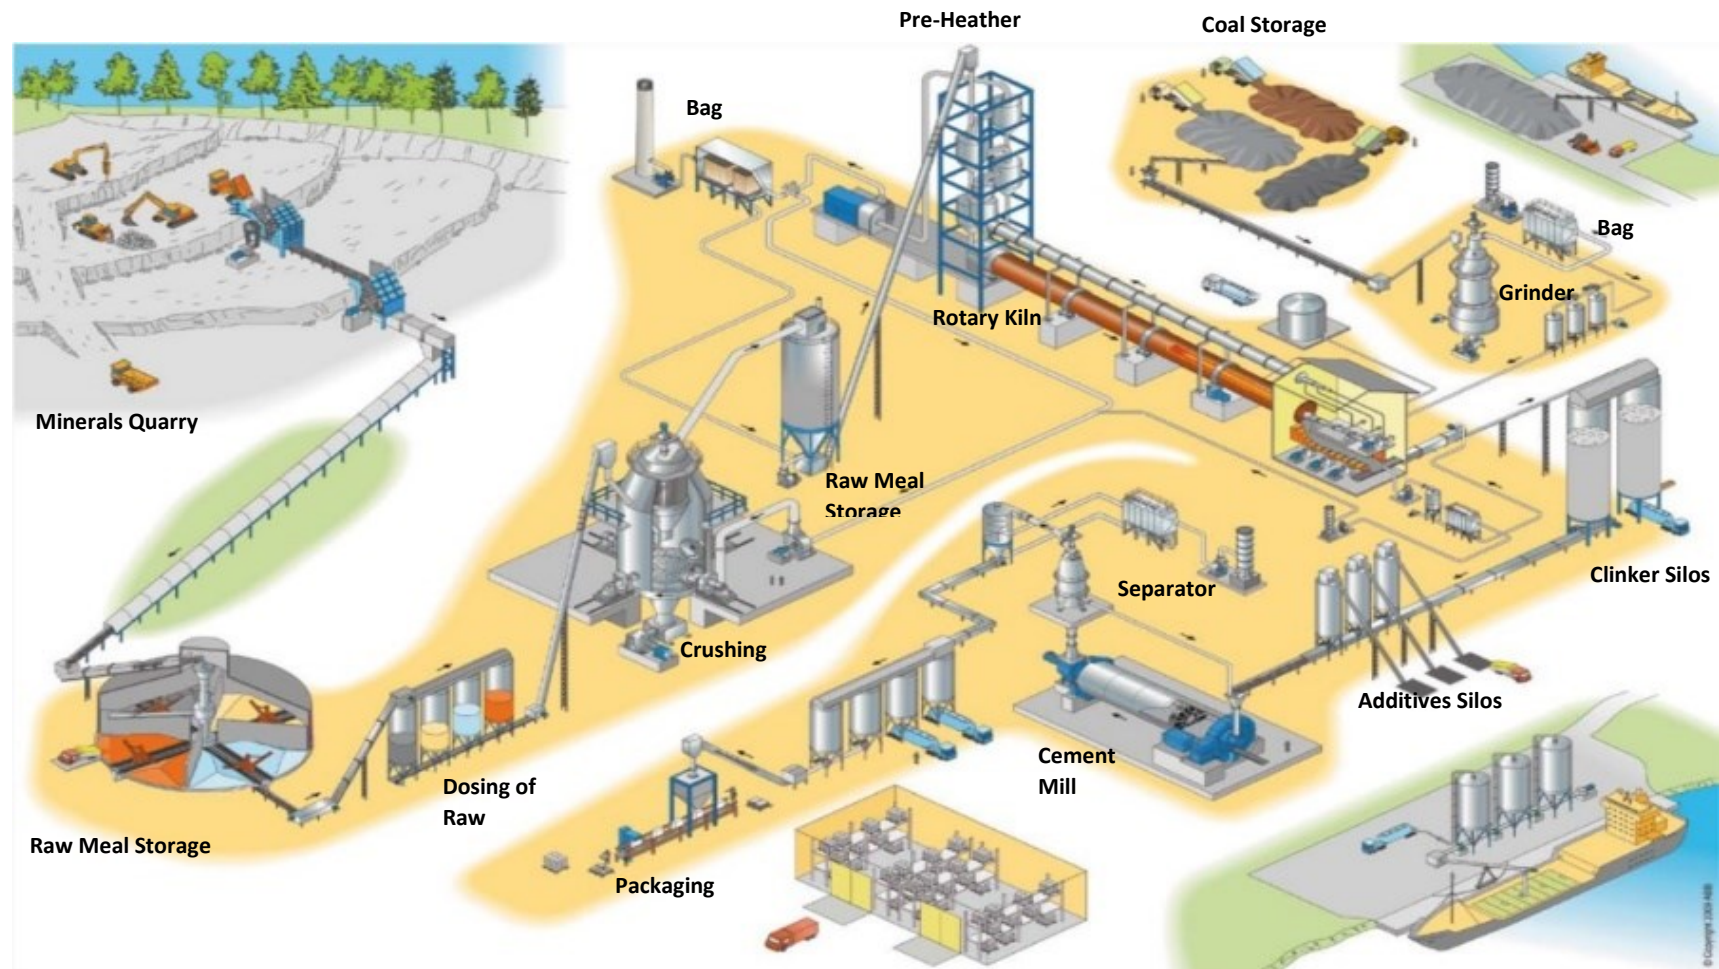 Pre-Heather
Coal Storage
Bag
Bag
Grinder
Rotary Kiln
Minerals Quarry
Raw Meal
Storage
Clinker Silos
Separator
Crushing
Additives Silos
Cement
Mill
Dosing of
Raw
Raw Meal Storage
Packaging